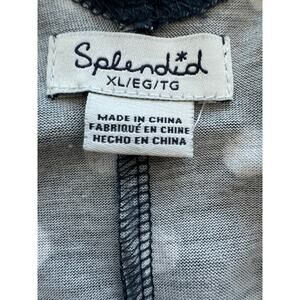 Splendid
XL/EG/TG
MADE IN CHINA
FABRIQUÉ EN CHINE
HECHO EN CHINA